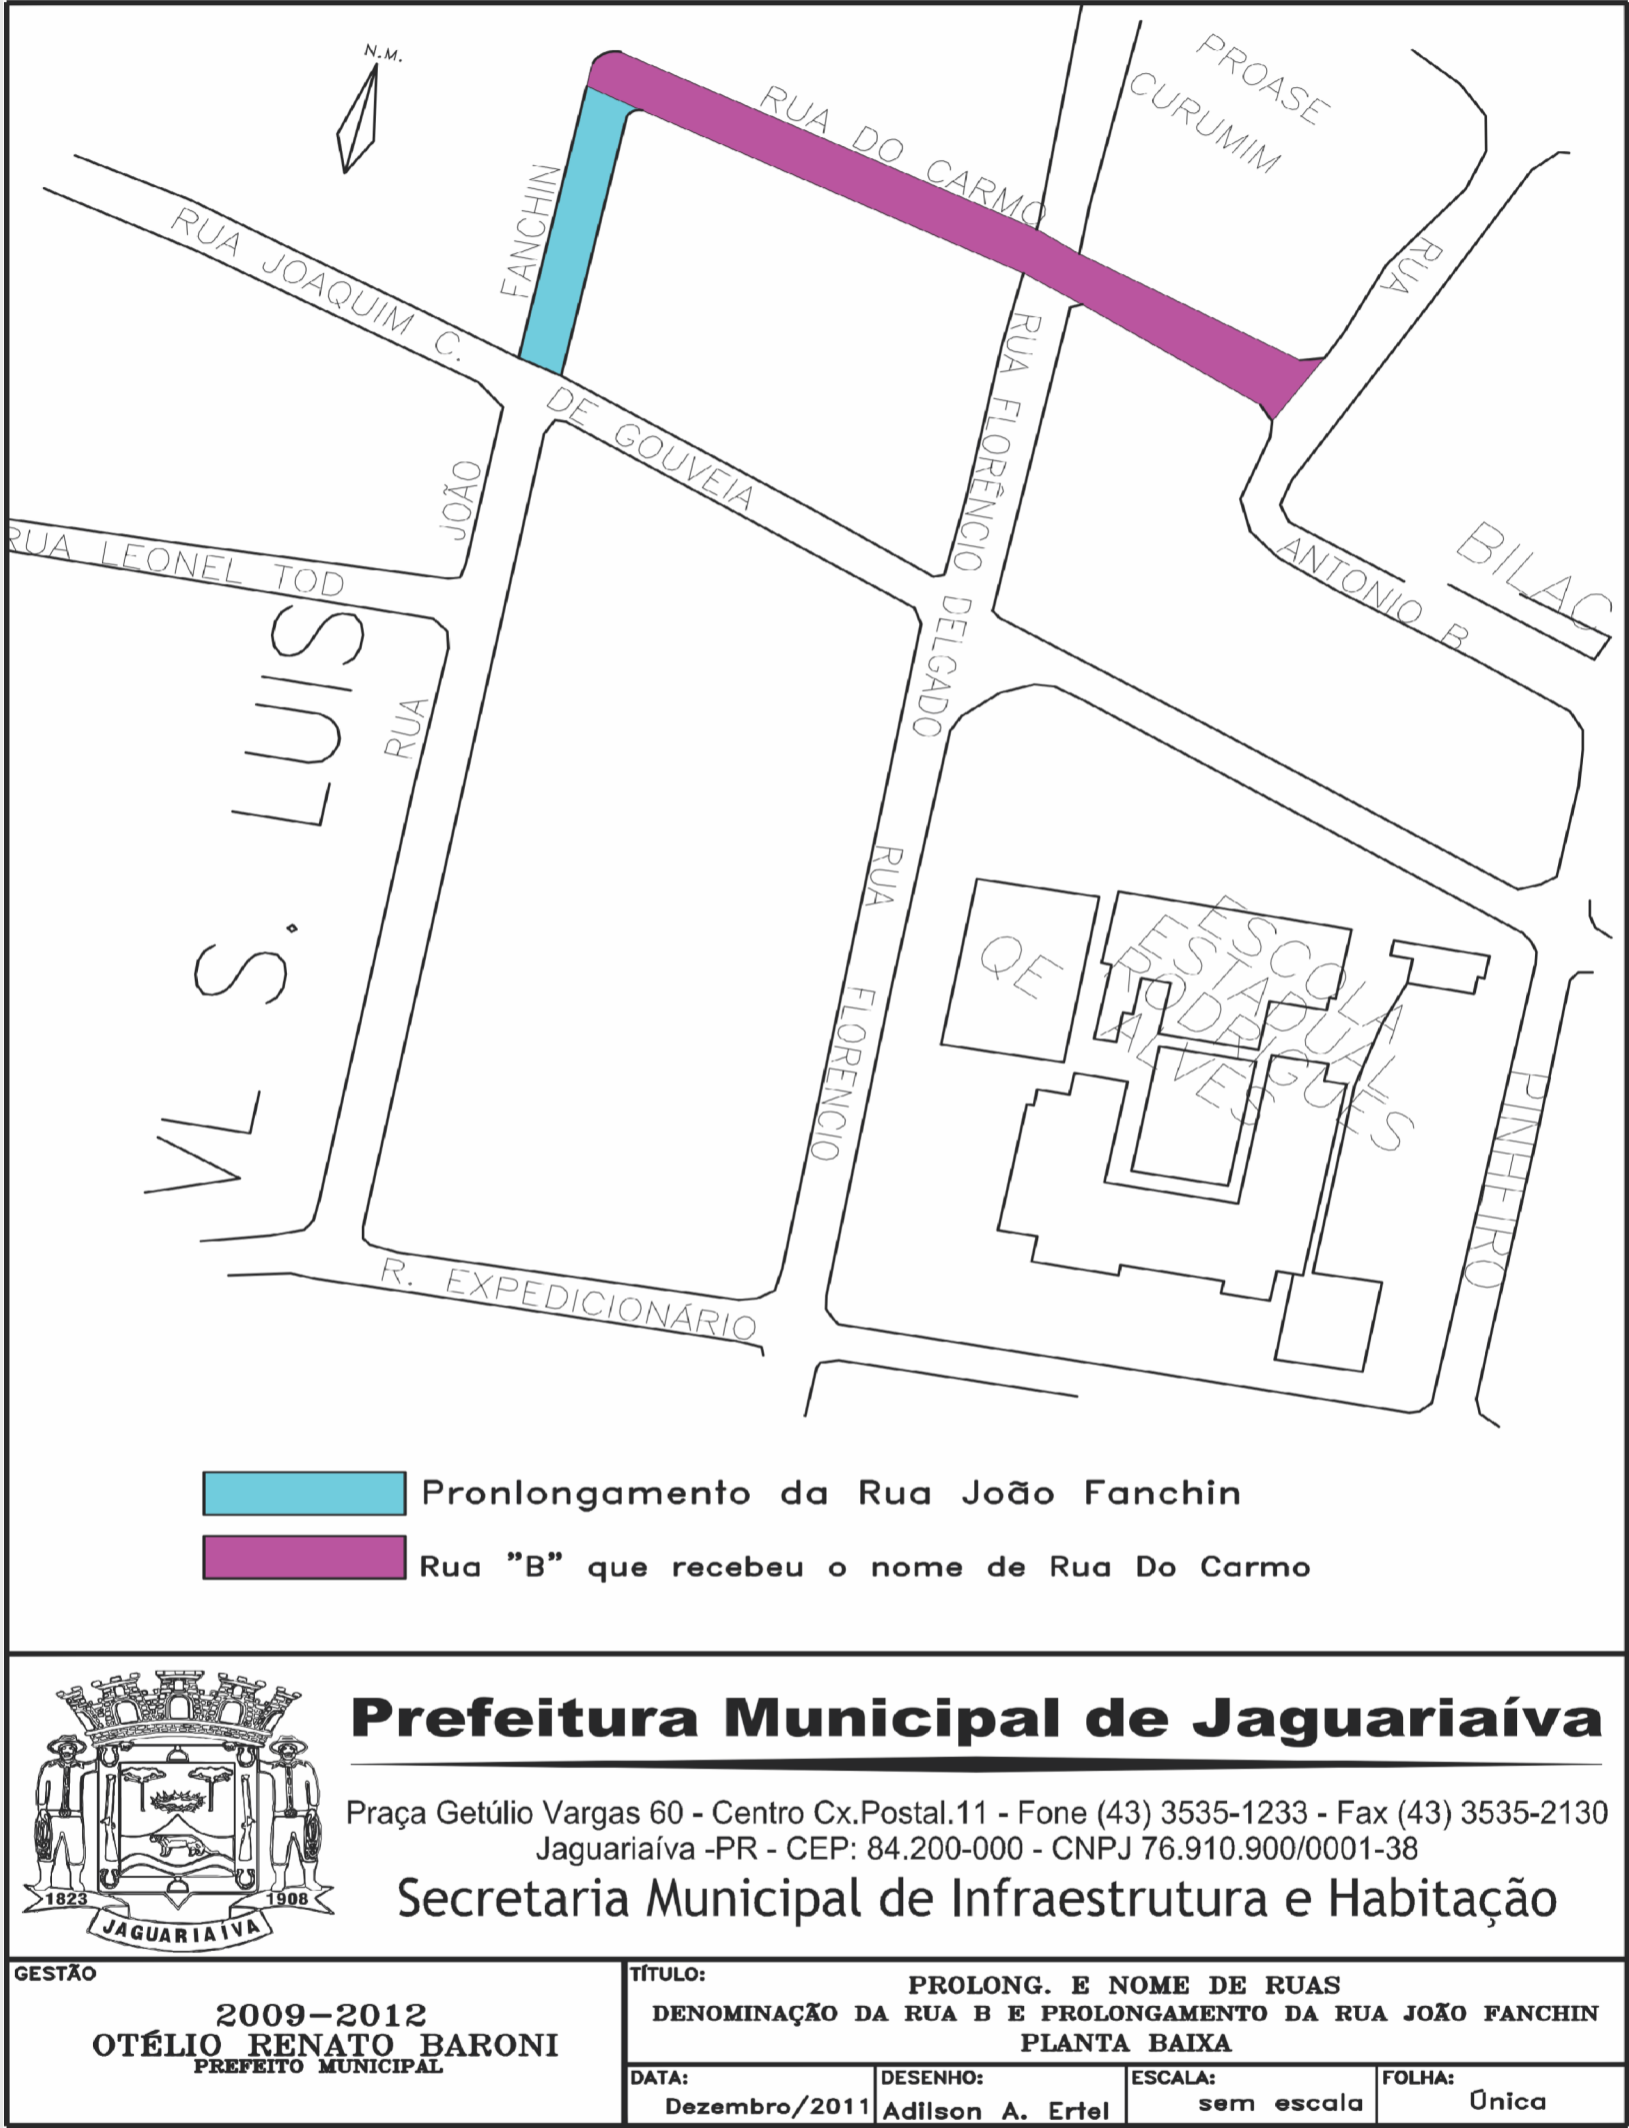 N.M.
PROASE
CURUMIM
RUA DO CARMO
FANCHIN
RUA JOAQUIM C.
DE GOUVEIA
RUA
RUA FLORÊNCIO DELGADO
JOÃO
RUA LEONEL TOD
BILAC
ANTONIO B
VL S. LUIS
RUA
RUA FLORENCIO
QE
ESCOLA
ESTADUAL
RODRIGUES
ALVES
PINHEIRO
R. EXPEDICIONÁRIO
Pronlongamento da Rua João Fanchin
Rua "B" que recebeu o nome de Rua Do Carmo
Prefeitura Municipal de Jaguariaíva
Praça Getúlio Vargas 60 - Centro Cx.Postal.11 - Fone (43) 3535-1233 - Fax (43) 3535-2130
Jaguariaíva -PR - CEP: 84.200-000 - CNPJ 76.910.900/0001-38
Secretaria Municipal de Infraestrutura e Habitação
1823 1908
JAGUARIAÍVA
GESTÃO
2009-2012
OTÉLIO RENATO BARONI
PREFEITO MUNICIPAL
TÍTULO:
PROLONG. E NOME DE RUAS
DENOMINAÇÃO DA RUA B E PROLONGAMENTO DA RUA JOÃO FANCHIN
PLANTA BAIXA
DATA:
Dezembro/2011
DESENHO:
Adilson A. Ertel
ESCALA:
sem escala
FOLHA:
Única